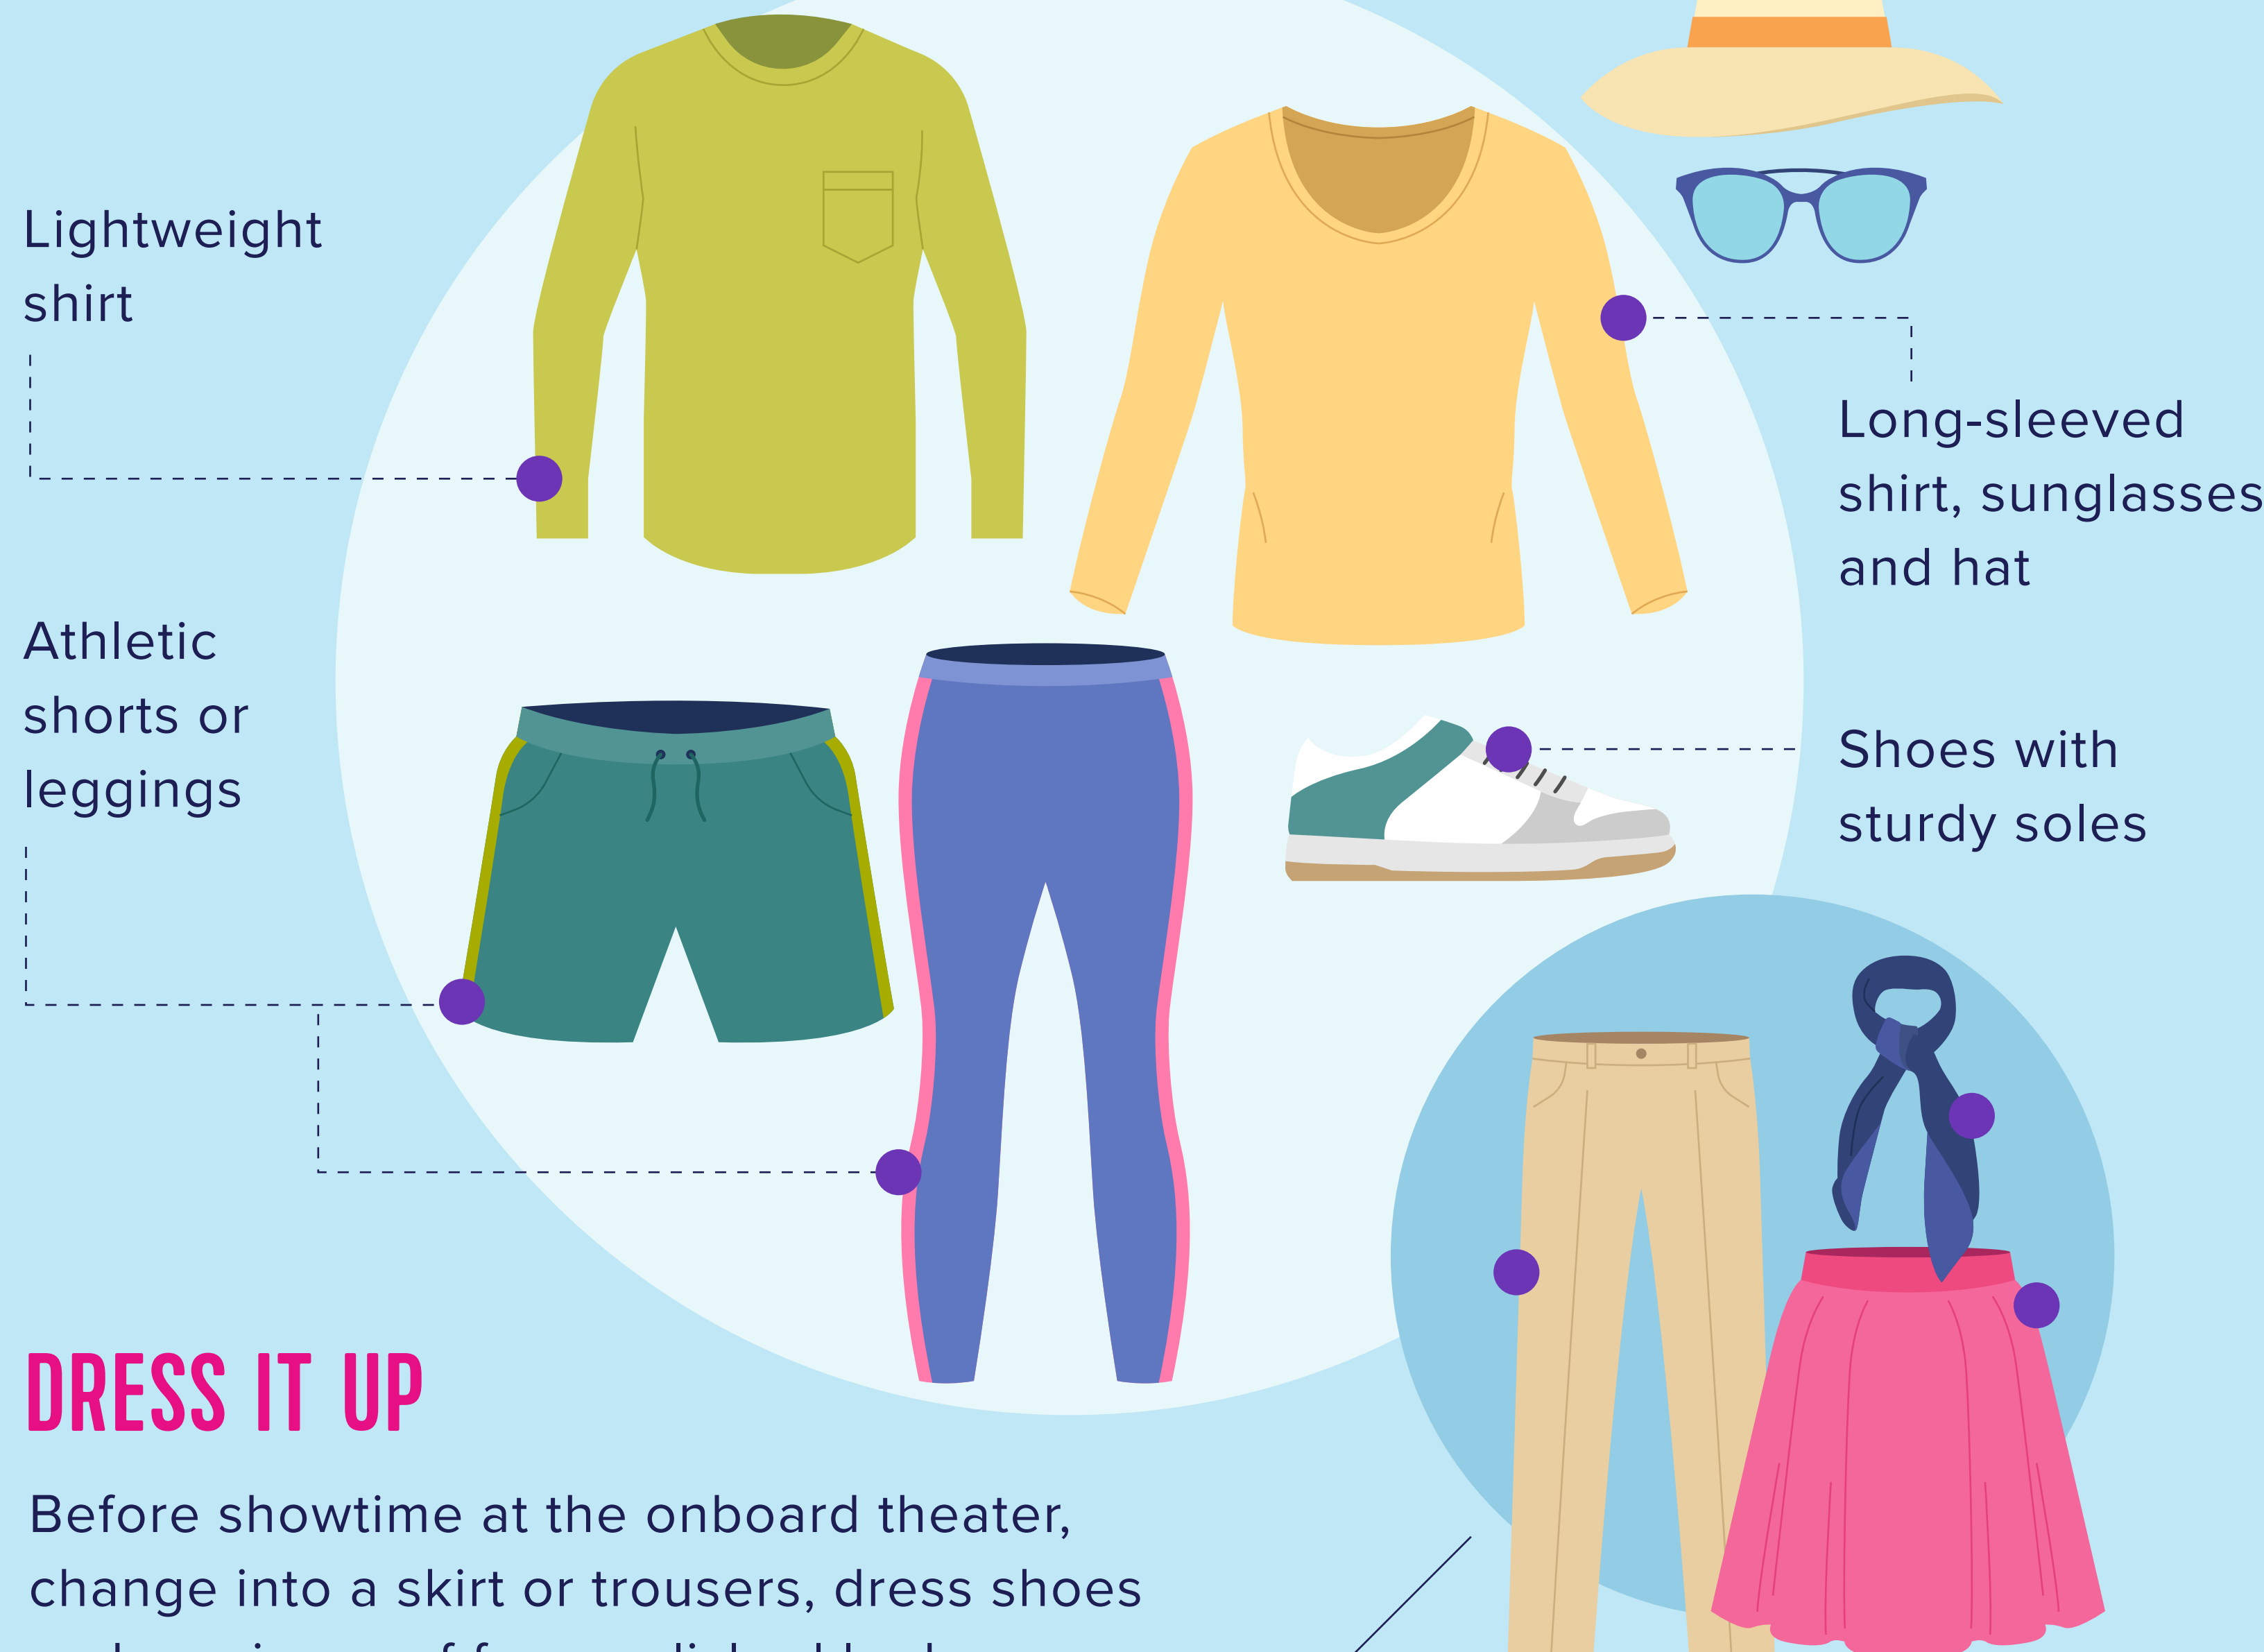 Lightweight
shirt
Long-sleeved
shirt, sunglasses
and hat
Athletic
shorts or
leggings
Shoes with
sturdy soles
DRESS IT UP
Before showtime at the onboard theater,
change into a skirt or trousers, dress shoes